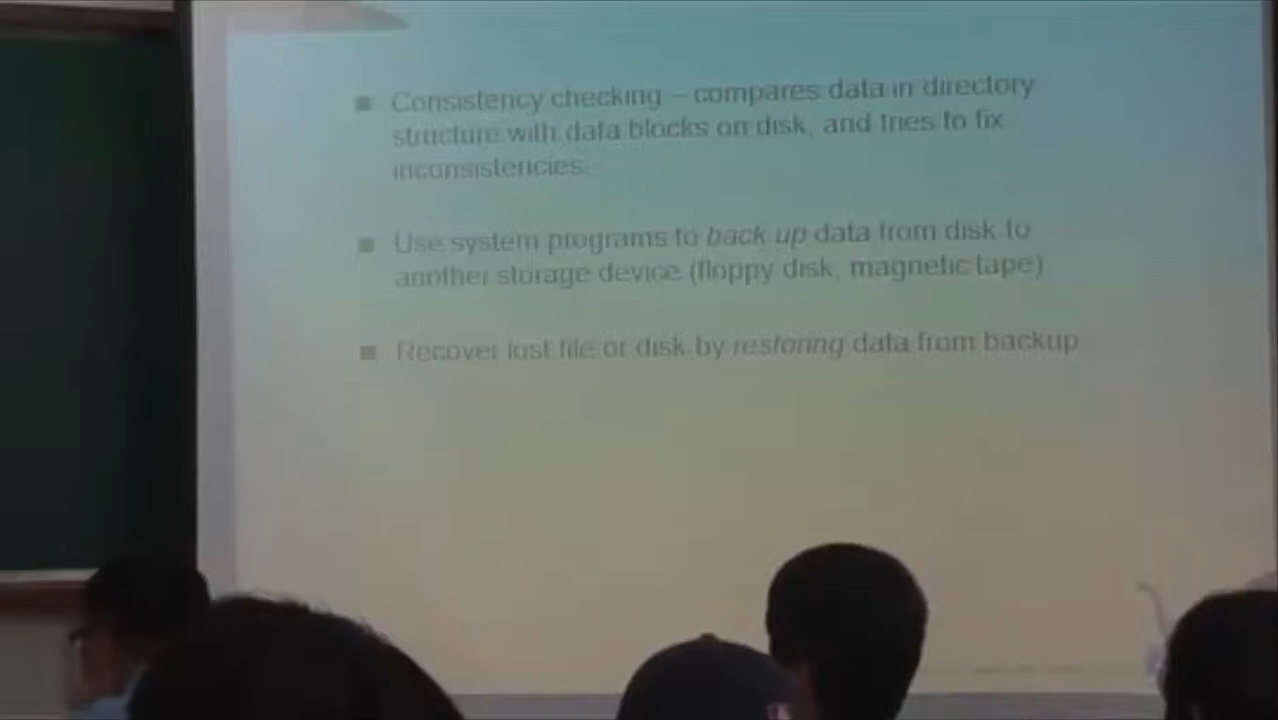 ■ Consistency checking – compares data in directory
structure with data blocks on disk, and tries to fix
inconsistencies.
■ Use system programs to back up data from disk to
another storage device (floppy disk, magnetic tape)
■ Recover lost file or disk by restoring data from backup